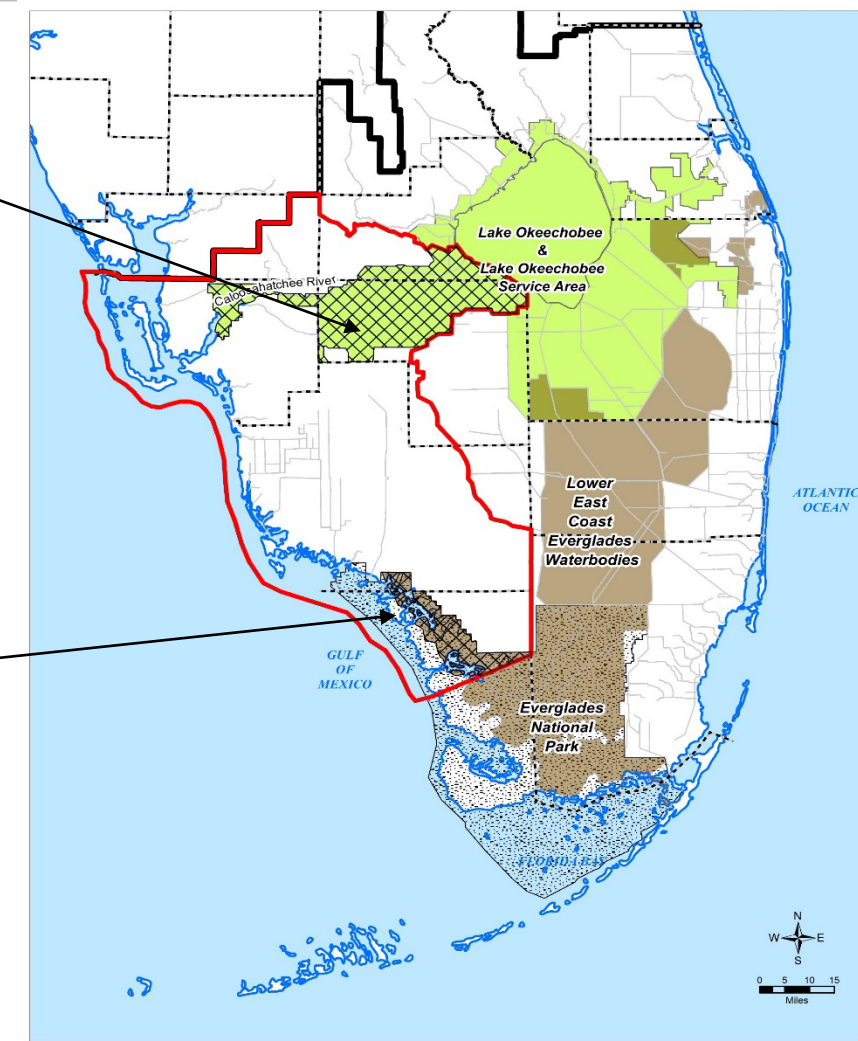 Lake Okeechobee
&
Lake Okeechobee
Service Area
Caloosahatchee River
ATLANTIC
OCEAN
Lower
East
Coast
Everglades
Waterbodies
GULF
OF
MEXICO
Everglades
National
Park
FLORIDA BAY
N
W E
S
0 5 10 15
Miles